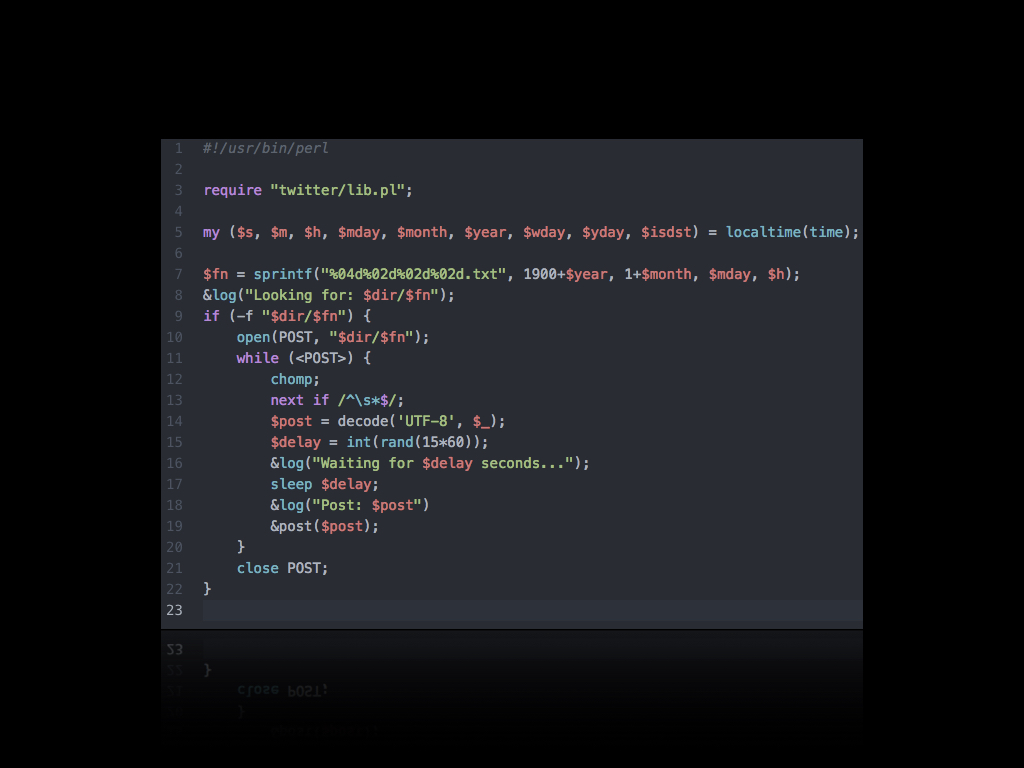 1 #!/usr/bin/perl
2
3 require "twitter/lib.pl";
4
5 my ($s, $m, $h, $mday, $month, $year, $wday, $yday, $isdst) = localtime(time);
6
7 $fn = sprintf("%04d%02d%02d%02d.txt", 1900+$year, 1+$month, $mday, $h);
8 &log("Looking for: $dir/$fn");
9 if (-f "$dir/$fn") {
10     open(POST, "$dir/$fn");
11     while (<POST>) {
12         chomp;
13         next if /^\s*$/;
14         $post = decode('UTF-8', $_);
15         $delay = int(rand(15*60));
16         &log("Waiting for $delay seconds...");
17         sleep $delay;
18         &log("Post: $post")
19         &post($post);
20     }
21     close POST;
22 }
23